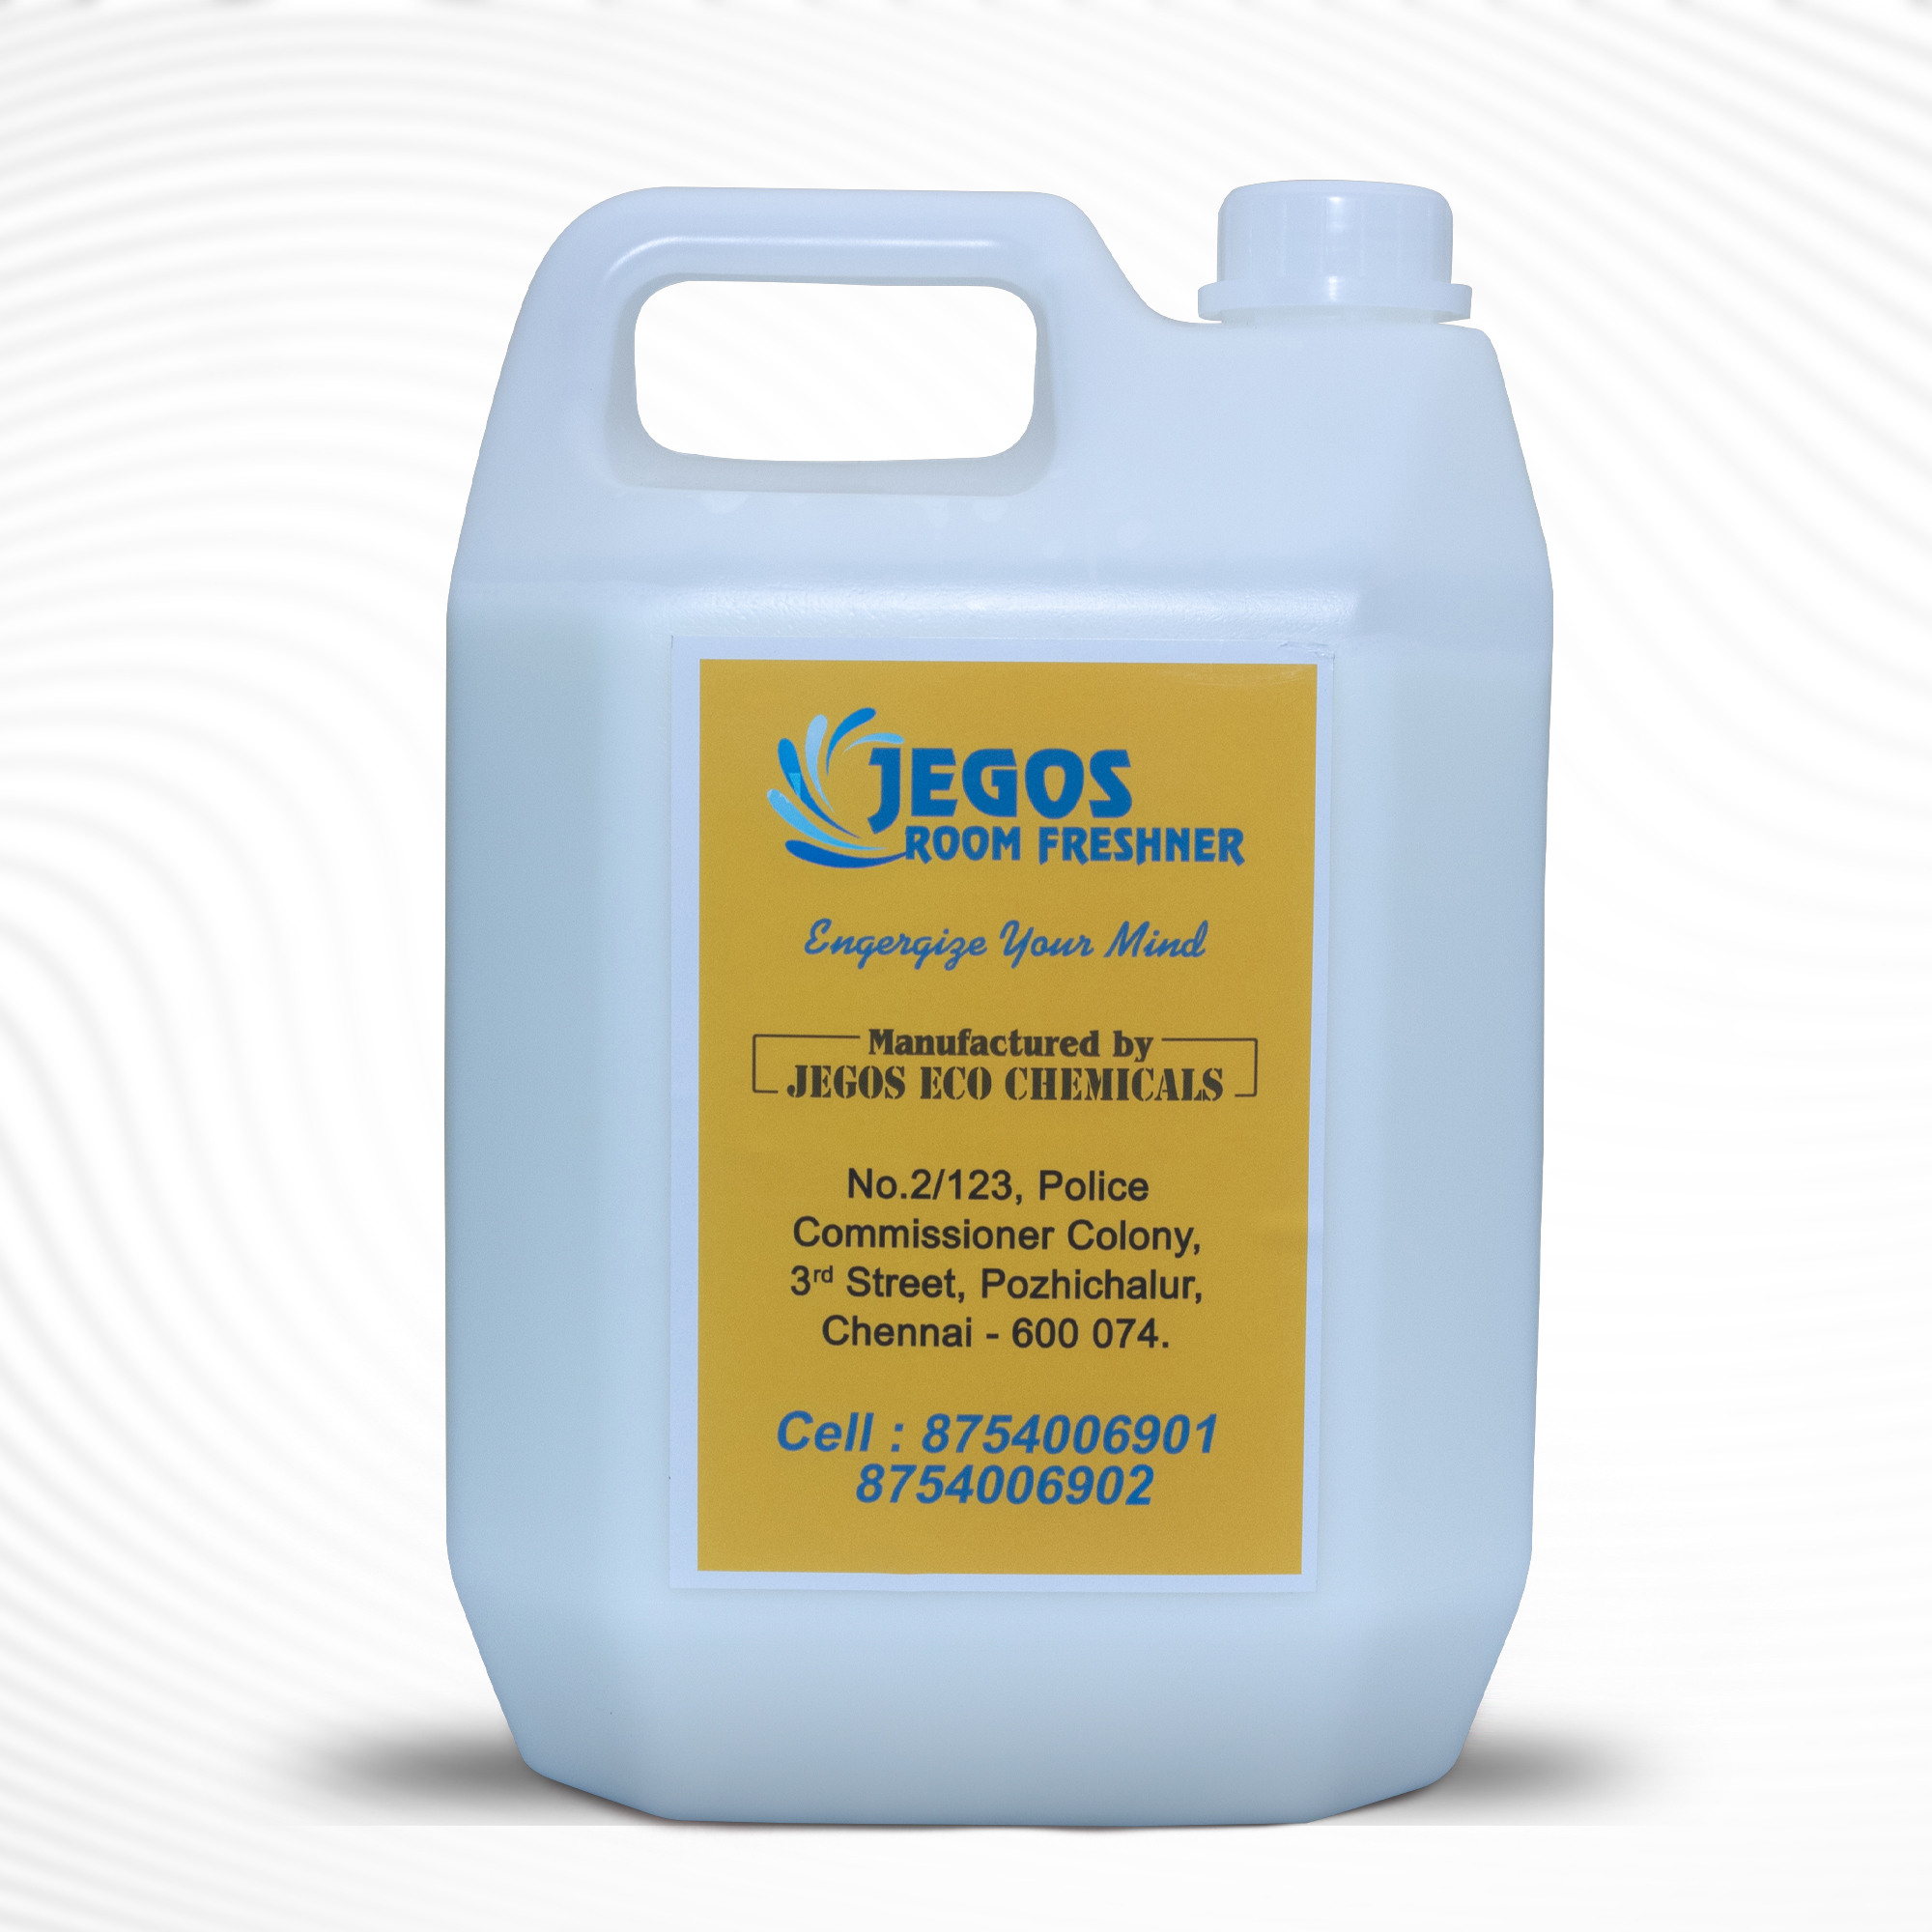 JEGOS
ROOM FRESHNER
Engergize Your Mind
Manufactured by
JEGOS ECO CHEMICALS
No.2/123, Police
Commissioner Colony,
3rd Street, Pozhichalur,
Chennai - 600 074.
Cell : 8754006901
8754006902